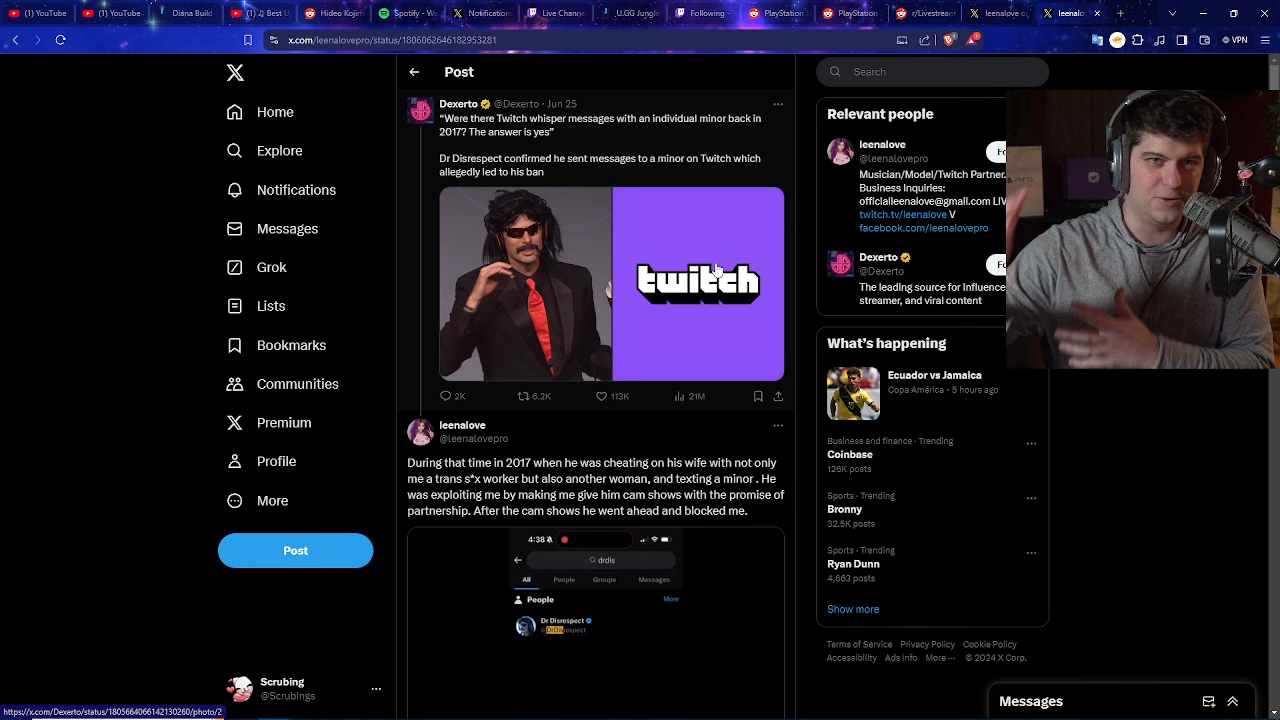 YouTub
(1) YouTu
Diana Build
(1) ♫ Best U
Hideo Kojim
Spotify – W
Notification
Live Channe
U.GG Jungle
Following -
PlayStation
PlayStation
r/Livestrean
leenalove o
leenalo
x.com/leenalovepro/status/1806062646182953281
VPN
Home
Explore
Notifications
Messages
Grok
Lists
Bookmarks
Communities
Premium
Profile
More
Post
Scrubing
@Scrubings
https://x.com/Dexerto/status/1805664066142130260/photo/2
Post
Dexerto @Dexerto · Jun 25
“Were there Twitch whisper messages with an individual minor back in
2017? The answer is yes”
Dr Disrespect confirmed he sent messages to a minor on Twitch which
allegedly led to his ban
twitch
2K 6.2K 113K 21M
leenalove
@leenalovepro
During that time in 2017 when he was cheating on his wife with not only
me a trans s*x worker but also another woman, and texting a minor . He
was exploiting me by making me give him cam shows with the promise of
partnership. After the cam shows he went ahead and blocked me.
4:38
drdis
All People Groups Messages
People More
Dr Disrespect
@DrDisrespect
Search
Relevant people
leenalove
@leenalovepro
Fo
Musician/Model/Twitch Partner.
Business Inquiries:
officialleenalove@gmail.com LIV
twitch.tv/leenalove V
facebook.com/leenalovepro
Dexerto
@Dexerto
Fo
The leading source for influence
streamer, and viral content
What’s happening
Ecuador vs Jamaica
Copa América · 5 hours ago
Business and finance · Trending
Coinbase
126K posts
Sports · Trending
Bronny
32.5K posts
Sports · Trending
Ryan Dunn
4,663 posts
Show more
Terms of Service Privacy Policy Cookie Policy
Accessibility Ads info More ··· © 2024 X Corp.
Messages